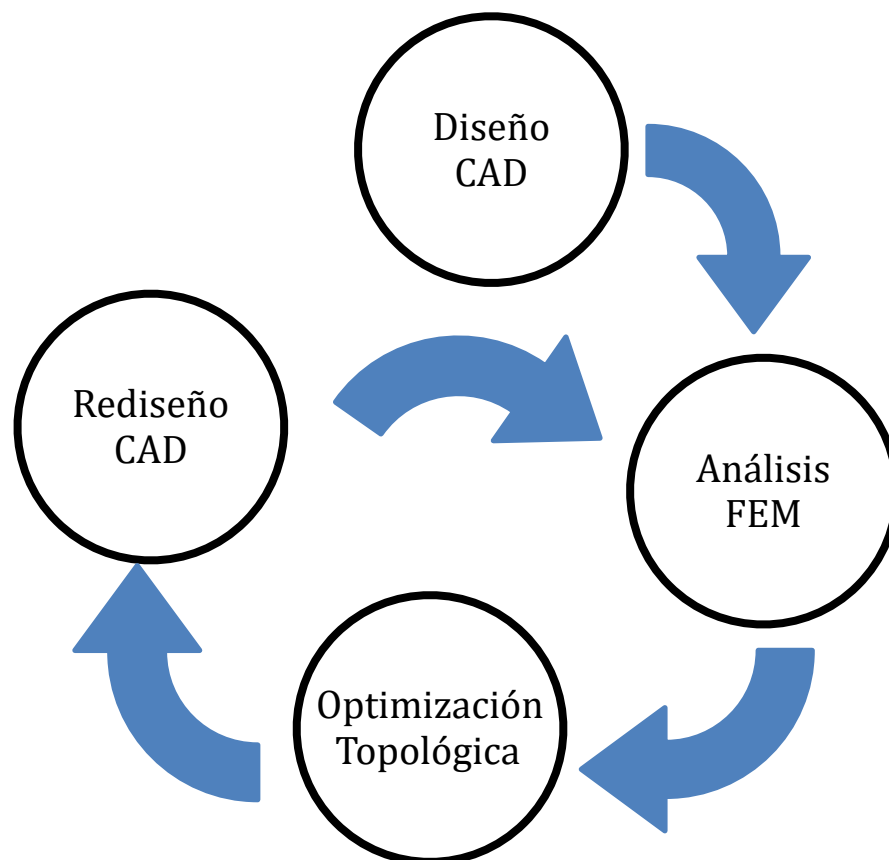 Diseño
CAD
Rediseño
CAD
Análisis
FEM
Optimización
Topológica